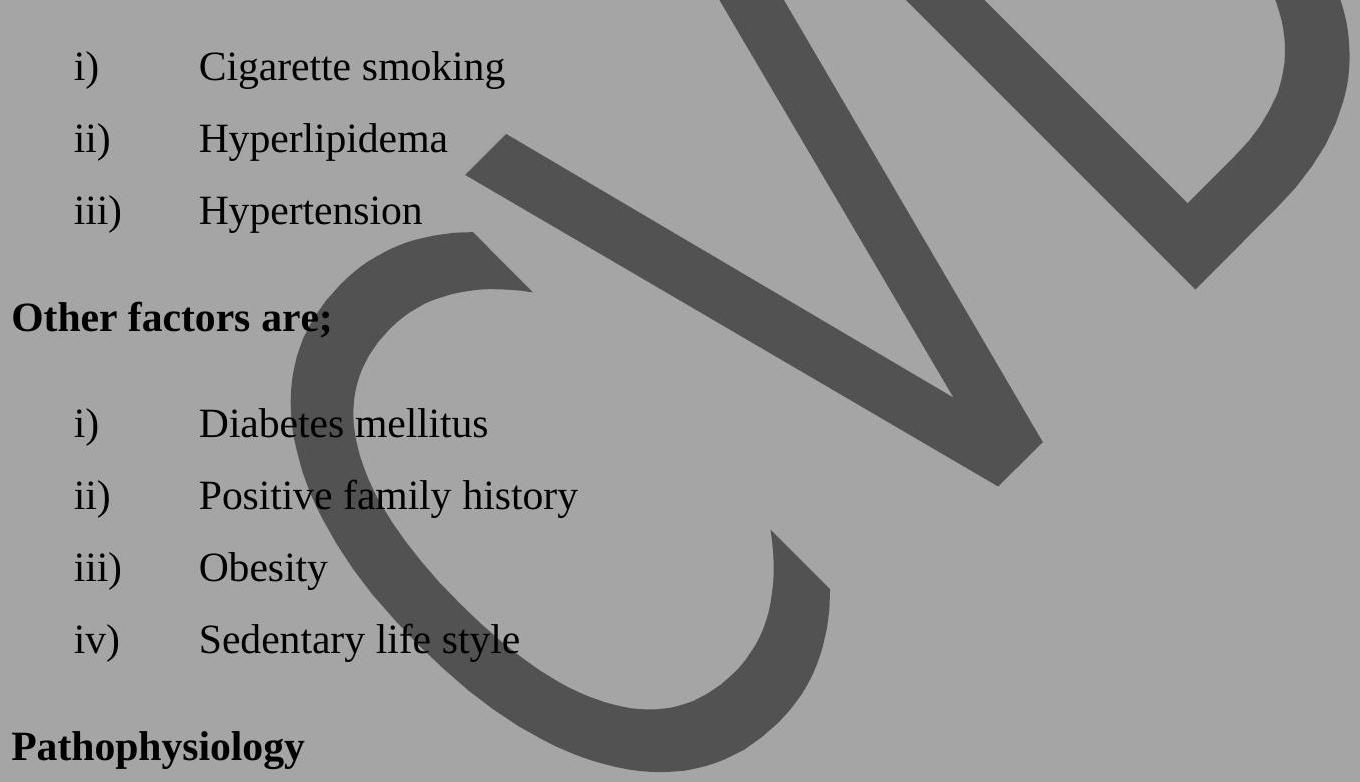 i) Cigarette smoking
ii) Hyperlipidema
iii) Hypertension
Other factors are;
i) Diabetes mellitus
ii) Positive family history
iii) Obesity
iv) Sedentary life style
Pathophysiology
CVD